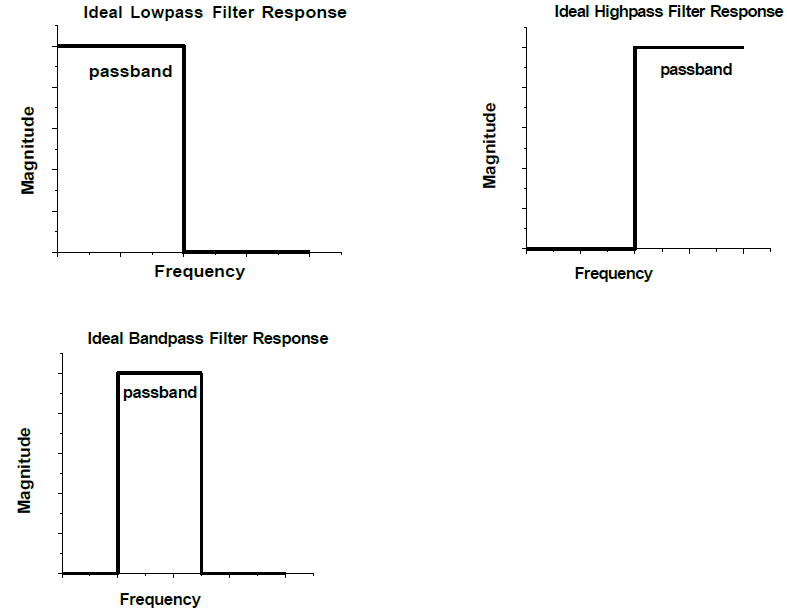 Ideal Lowpass Filter Response
passband
Magnitude
Frequency
Ideal Highpass Filter Response
passband
Magnitude
Frequency
Ideal Bandpass Filter Response
passband
Magnitude
Frequency